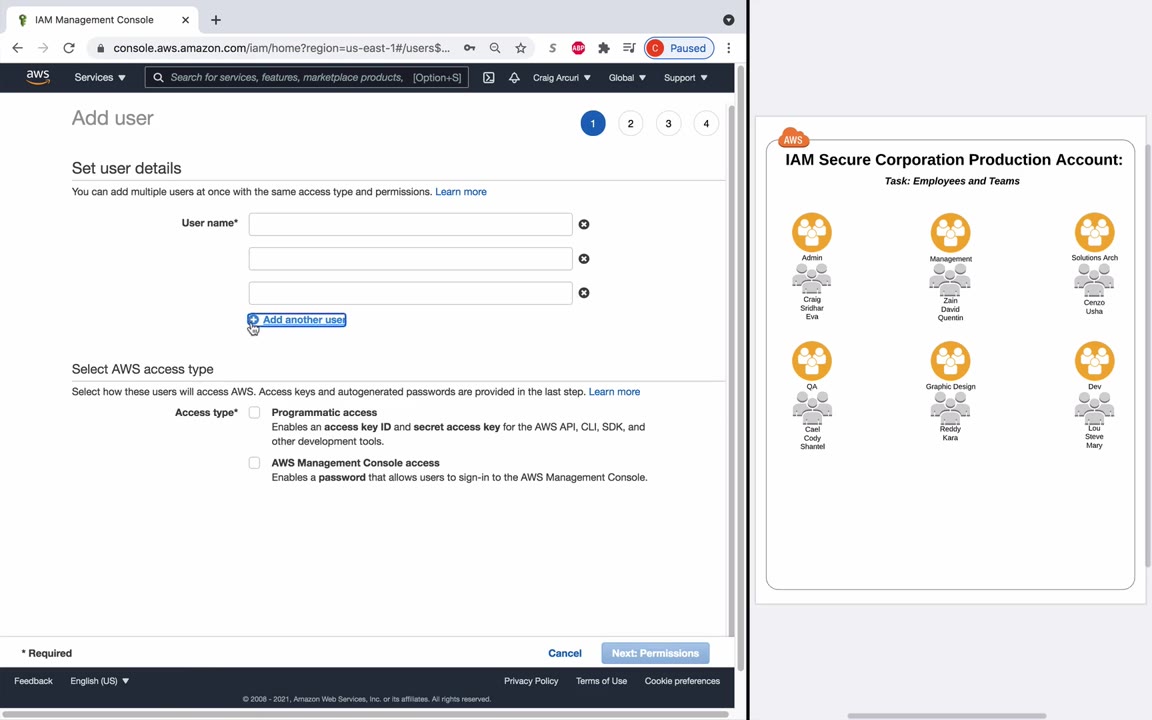 IAM Management Console
console.aws.amazon.com/iam/home?region=us-east-1#/users$...
S
ABP
C Paused
aws
Services
Search for services, features, marketplace products, [Option+S]
Craig Arcuri
Global
Support
Add user
1 2 3 4
Set user details
You can add multiple users at once with the same access type and permissions. Learn more
User name*
Add another user
Select AWS access type
Select how these users will access AWS. Access keys and autogenerated passwords are provided in the last step. Learn more
Access type*
Programmatic access
Enables an access key ID and secret access key for the AWS API, CLI, SDK, and
other development tools.
AWS Management Console access
Enables a password that allows users to sign-in to the AWS Management Console.
* Required
Cancel
Next: Permissions
Feedback
English (US)
Privacy Policy
Terms of Use
Cookie preferences
© 2008 - 2021, Amazon Web Services, Inc. or its affiliates. All rights reserved.
AWS
IAM Secure Corporation Production Account:
Task: Employees and Teams
Admin
Craig
Sridhar
Eva
Management
Zain
David
Quentin
Solutions Arch
Cenzo
Usha
QA
Cael
Cody
Shantel
Graphic Design
Reddy
Kara
Dev
Lou
Steve
Mary